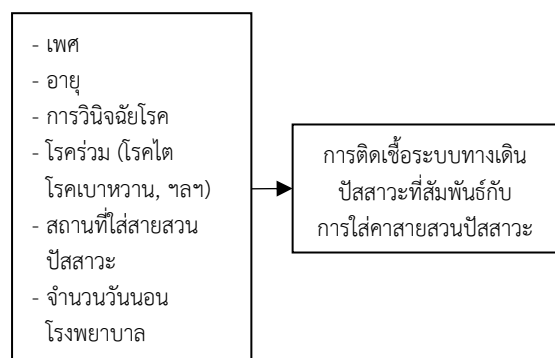 - เพศ
- อายุ
- การวินิจฉัยโรค
- โรคร่วม (โรคไต
โรคเบาหวาน, ฯลฯ)
- สถานที่ใส่สายสวน
ปัสสาวะ
- จำนวนวันนอน
โรงพยาบาล
การติดเชื้อระบบทางเดิน
ปัสสาวะที่สัมพันธ์กับ
การใส่คาสายสวนปัสสาวะ